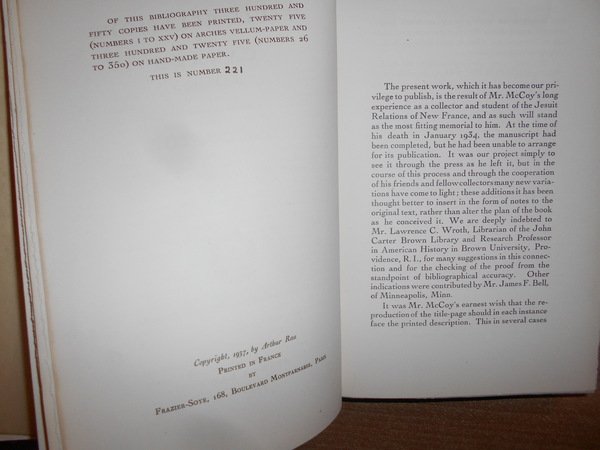 OF THIS BIBLIOGRAPHY THREE HUNDRED AND
FIFTY COPIES HAVE BEEN PRINTED, TWENTY FIVE
(NUMBERS I TO XXV) ON ARCHES VELLUM-PAPER AND
THREE HUNDRED AND TWENTY FIVE (NUMBERS 26
TO 350) ON HAND-MADE PAPER.
THIS IS NUMBER 221
Copyright, 1937, by Arthur Rau
PRINTED IN FRANCE
BY
FRAZIER-SOYE, 168, BOULEVARD MONTPARNASSE, PARIS
The present work, which it has become our pri-
vilege to publish, is the result of Mr. McCoy's long
experience as a collector and student of the Jesuit
Relations of New France, and as such will stand
as the most fitting memorial to him. At the time of
his death in January 1934, the manuscript had
been completed, but he had been unable to arrange
for its publication. It was our project simply to
see it through the press as he left it, but in the
course of this process and through the cooperation
of his friends and fellow collectors many new varia-
tions have come to light; these additions it has been
thought better to insert in the form of notes to the
original text, rather than alter the plan of the book
as he conceived it. We are deeply indebted to
Mr. Lawrence C. Wroth, Librarian of the John
Carter Brown Library and Research Professor
in American History in Brown University, Pro-
vidence, R. I., for many suggestions in this connec-
tion and for the checking of the proof from the
standpoint of bibliographical accuracy. Other
indications were contributed by Mr. James F. Bell,
of Minneapolis, Minn.
It was Mr. McCoy's earnest wish that the re-
production of the title-page should in each instance
face the printed description. This in several cases